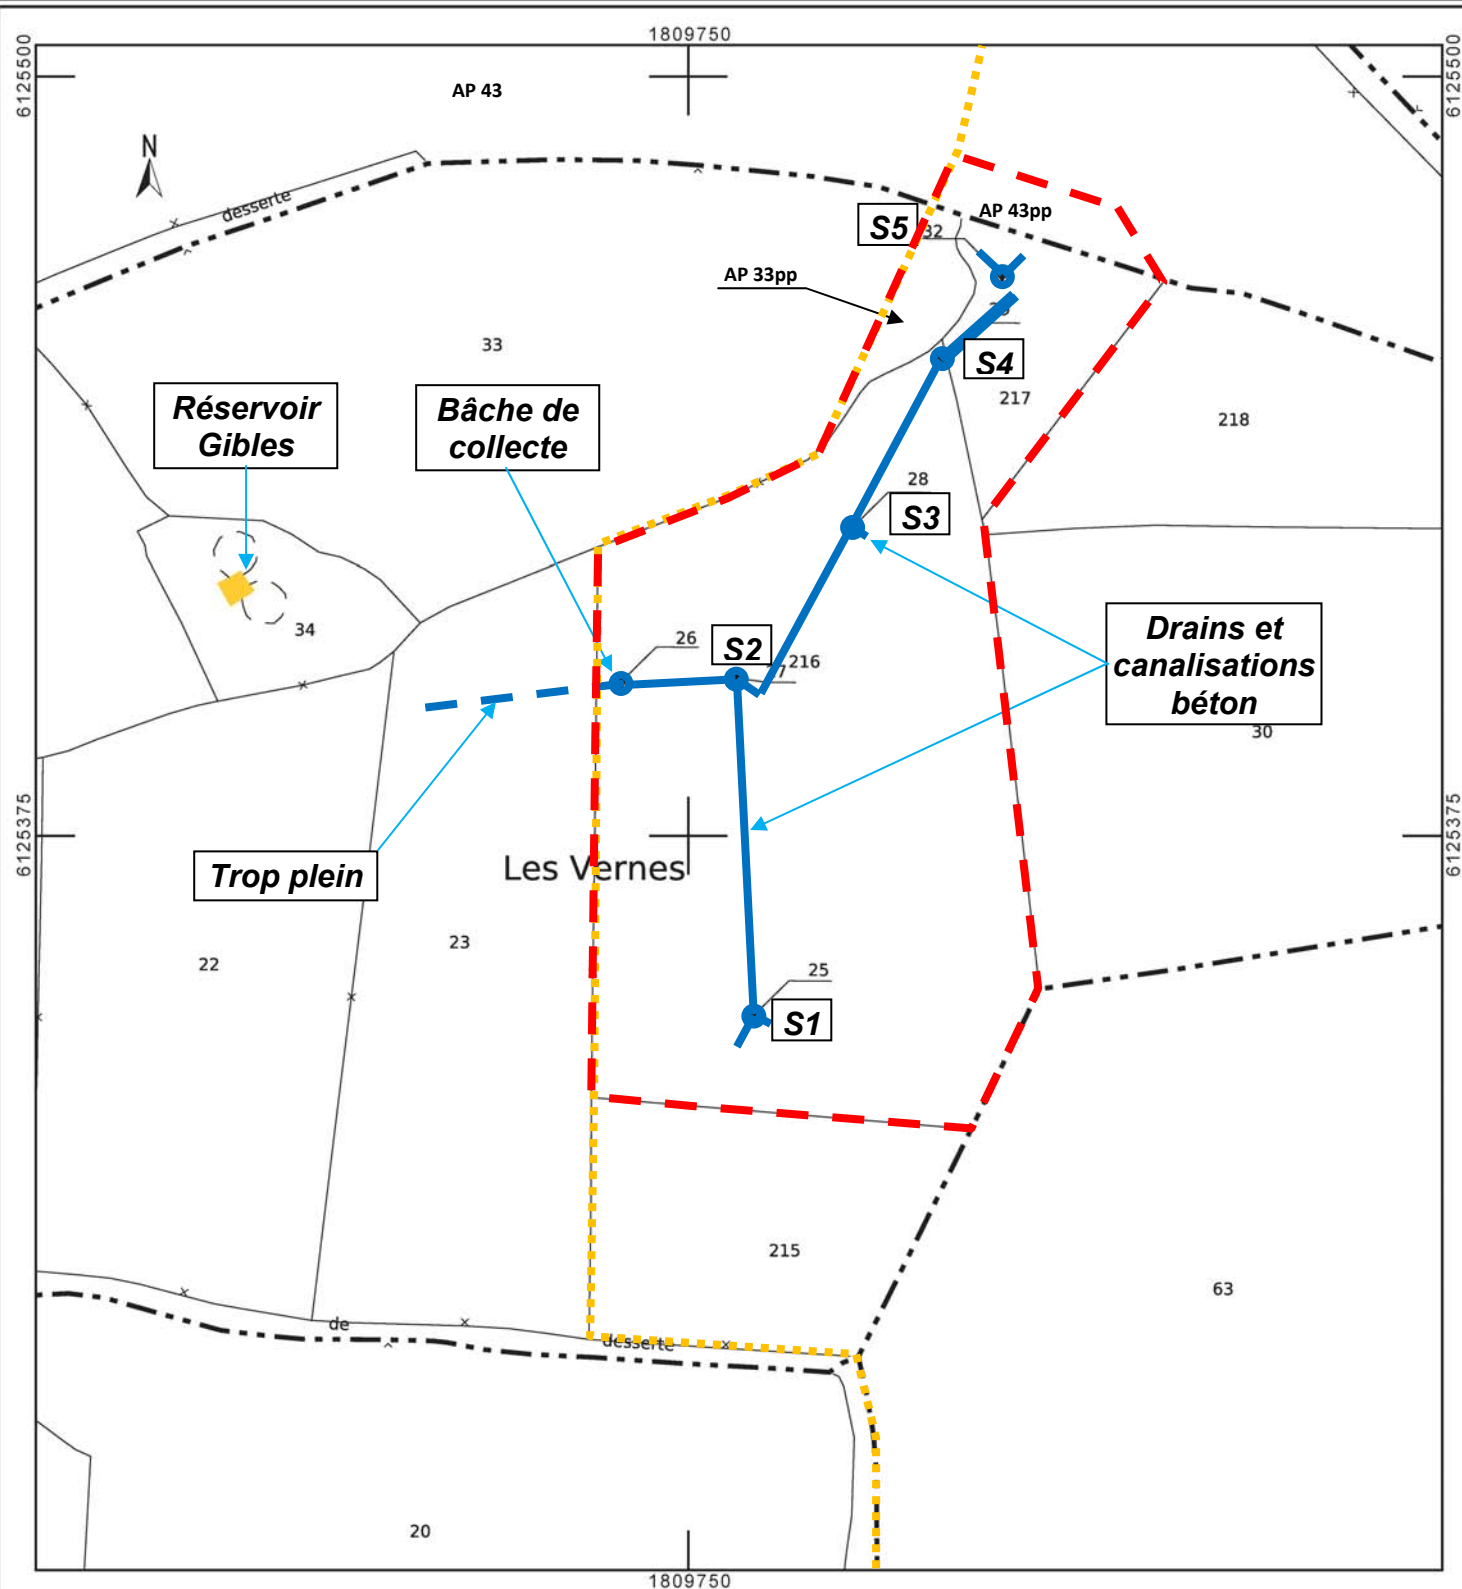 1809750
6125500
6125500
AP 43
N
desserte
AP 43pp
S5
32
AP 33pp
33
S4
217
218
Réservoir
Gibles
Bâche de
collecte
28
S3
34
26
S2
216
Drains et
canalisations
béton
30
6125375
6125375
Les Vernes
Trop plein
23
22
25
S1
215
63
de
desserte
20
1809750